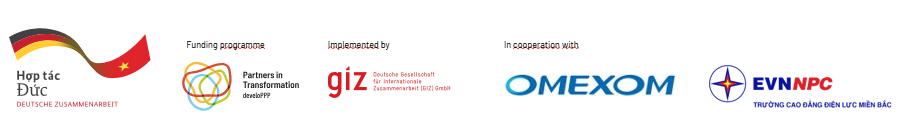 Hợp tác
Đức
DEUTSCHE ZUSAMMENARBEIT
Funding programme
Partners in
Transformation
develoPPP
Implemented by
giz
Deutsche Gesellschaft
für Internationale
Zusammenarbeit (GIZ) GmbH
In cooperation with
OMEXOM
EVNNPC
TRƯỜNG CAO ĐẲNG ĐIỆN LỰC MIỀN BẮC